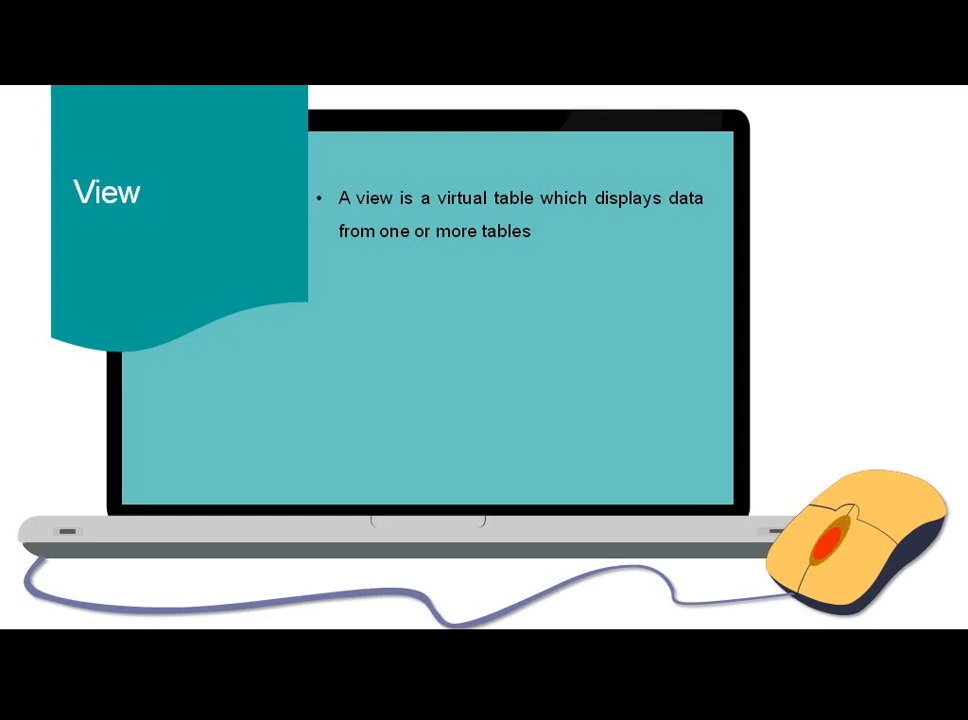 View
• A view is a virtual table which displays data
from one or more tables